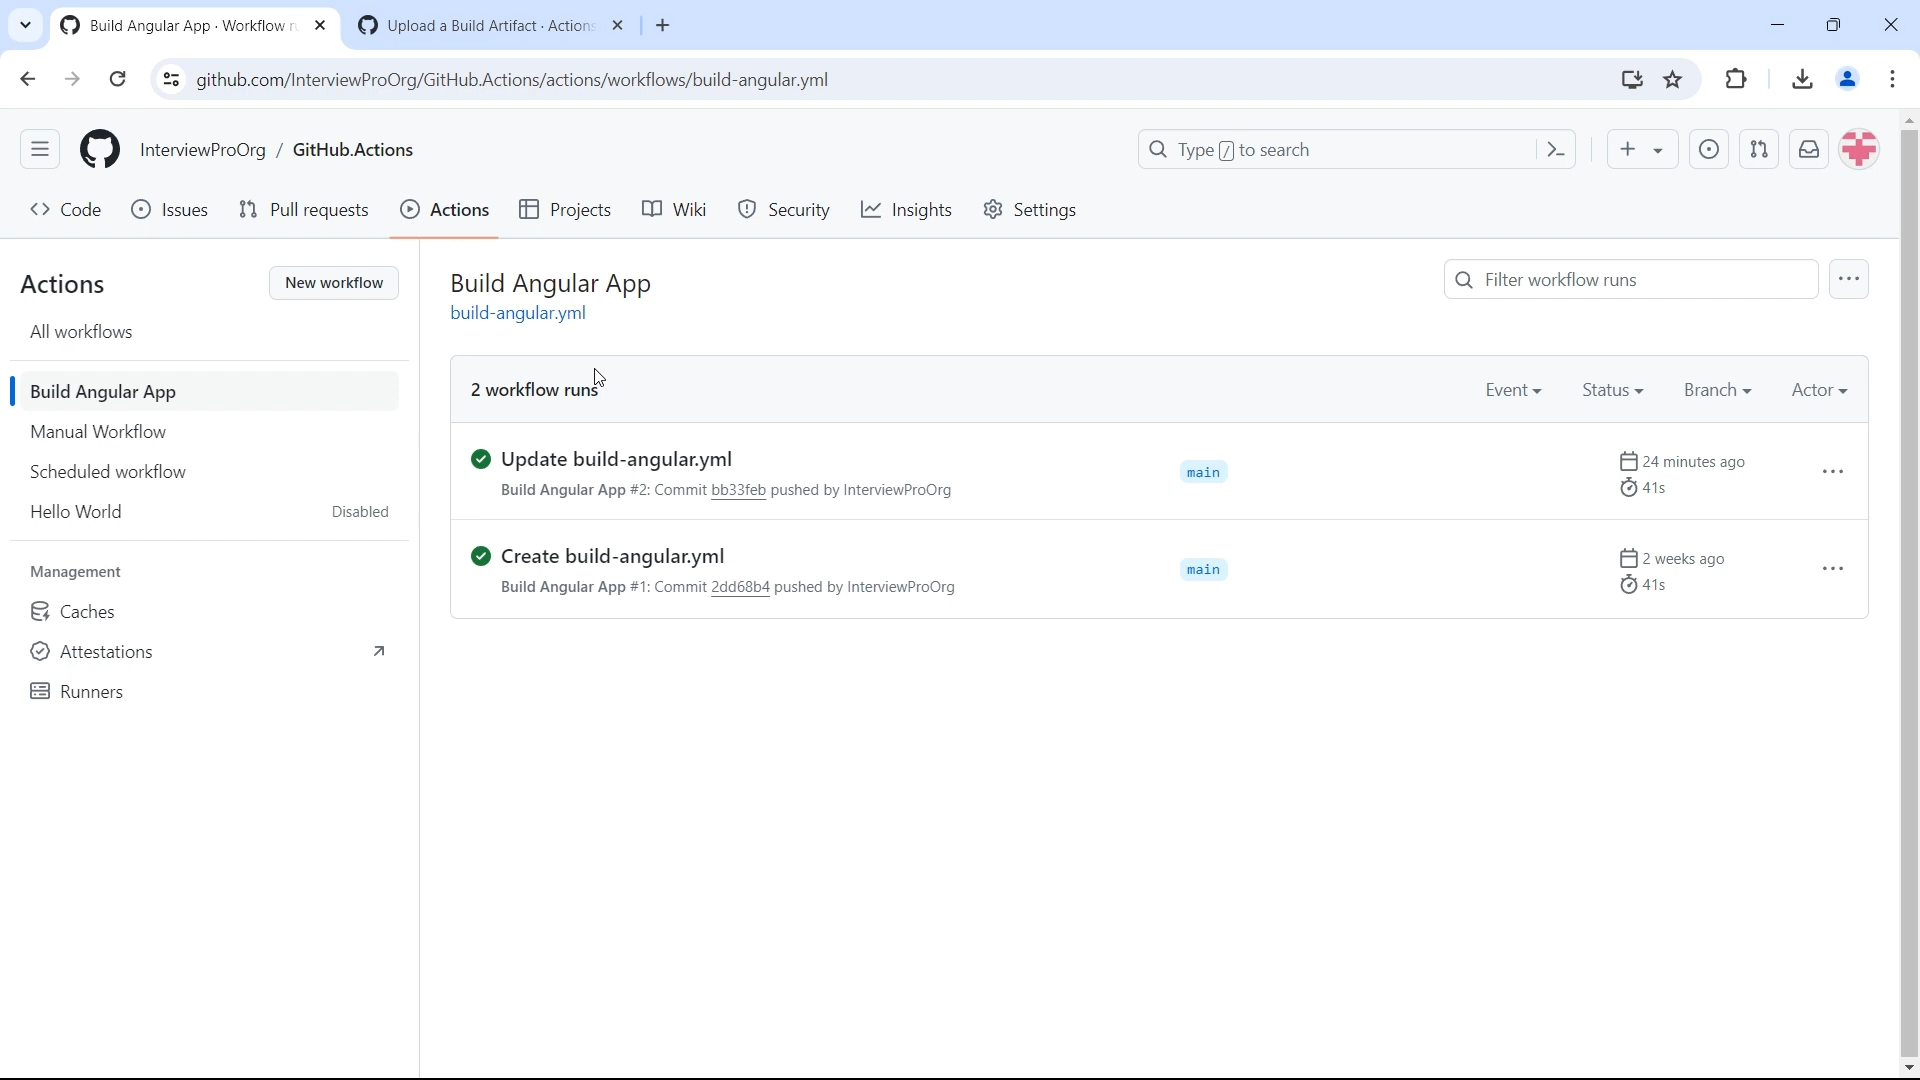 Build Angular App · Workflow r
Upload a Build Artifact · Actions
github.com/InterviewProOrg/GitHub.Actions/actions/workflows/build-angular.yml
InterviewProOrg / GitHub.Actions
Type / to search
Code
Issues
Pull requests
Actions
Projects
Wiki
Security
Insights
Settings
Actions
New workflow
All workflows
Build Angular App
Manual Workflow
Scheduled workflow
Hello World
Disabled
Management
Caches
Attestations
Runners
Build Angular App
build-angular.yml
Filter workflow runs
2 workflow runs
Event
Status
Branch
Actor
Update build-angular.yml
Build Angular App #2: Commit bb33feb pushed by InterviewProOrg
main
24 minutes ago
41s
Create build-angular.yml
Build Angular App #1: Commit 2dd68b4 pushed by InterviewProOrg
main
2 weeks ago
41s